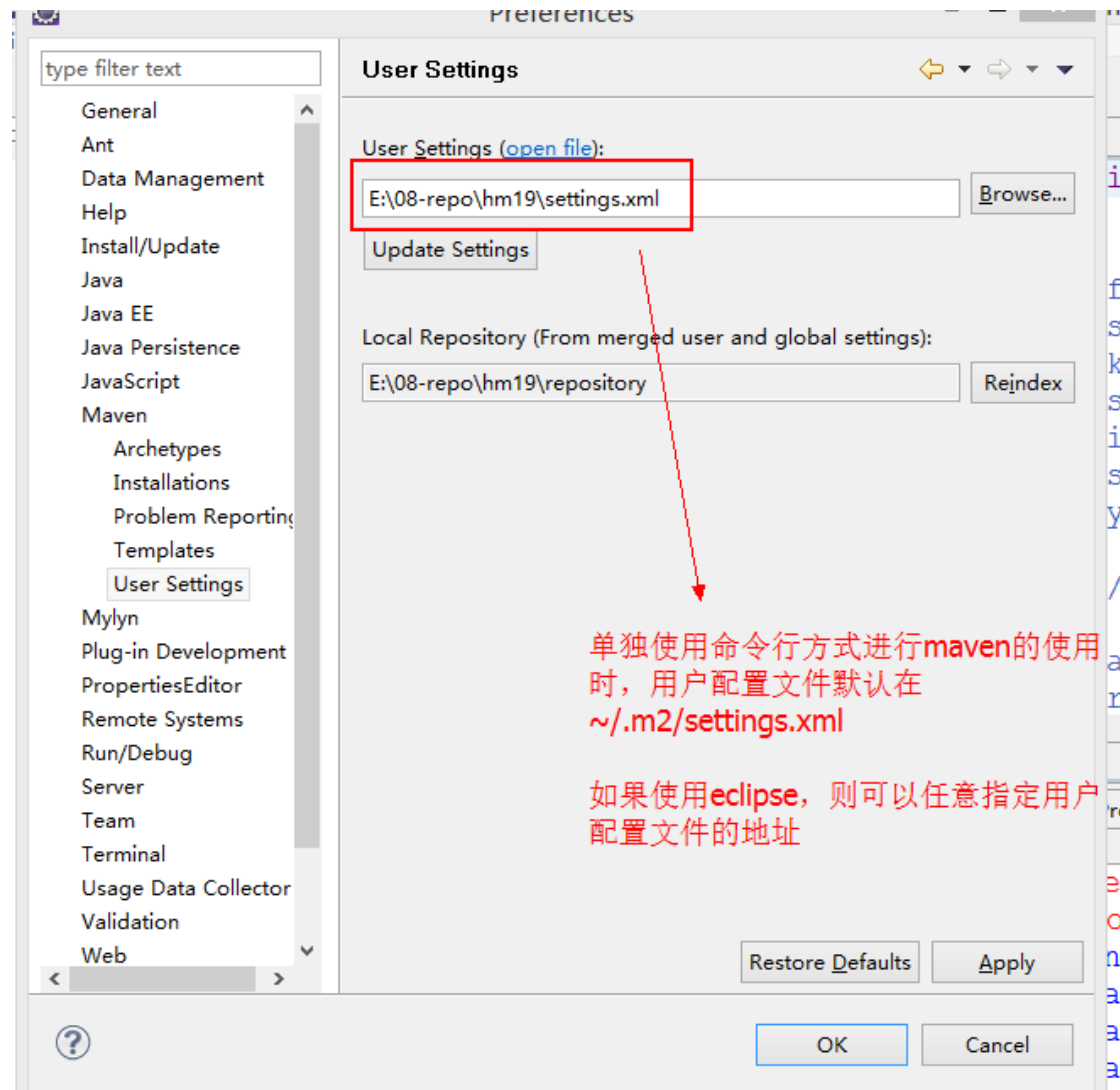 Preferences
type filter text
General
Ant
Data Management
Help
Install/Update
Java
Java EE
Java Persistence
JavaScript
Maven
Archetypes
Installations
Problem Reporting
Templates
User Settings
Mylyn
Plug-in Development
PropertiesEditor
Remote Systems
Run/Debug
Server
Team
Terminal
Usage Data Collector
Validation
Web
User Settings
User Settings (open file):
E:\08-repo\hm19\settings.xml
Browse...
Update Settings
Local Repository (From merged user and global settings):
E:\08-repo\hm19\repository
Reindex
单独使用命令行方式进行maven的使用
时，用户配置文件默认在
~/.m2/settings.xml
如果使用eclipse，则可以任意指定用户
配置文件的地址
Restore Defaults
Apply
OK
Cancel